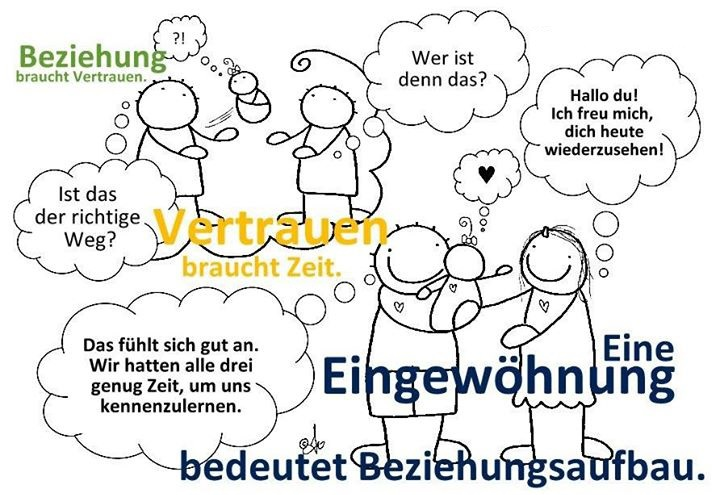 Beziehung
braucht Vertrauen.
?!
Wer ist
denn das?
Hallo du!
Ich freu mich,
dich heute
wiederzusehen!
Ist das
der richtige
Weg?
Vertrauen
braucht Zeit.
♥
Das fühlt sich gut an.
Wir hatten alle drei
genug Zeit, um uns
kennenzulernen.
Eine
Eingewöhnung
bedeutet Beziehungsaufbau.